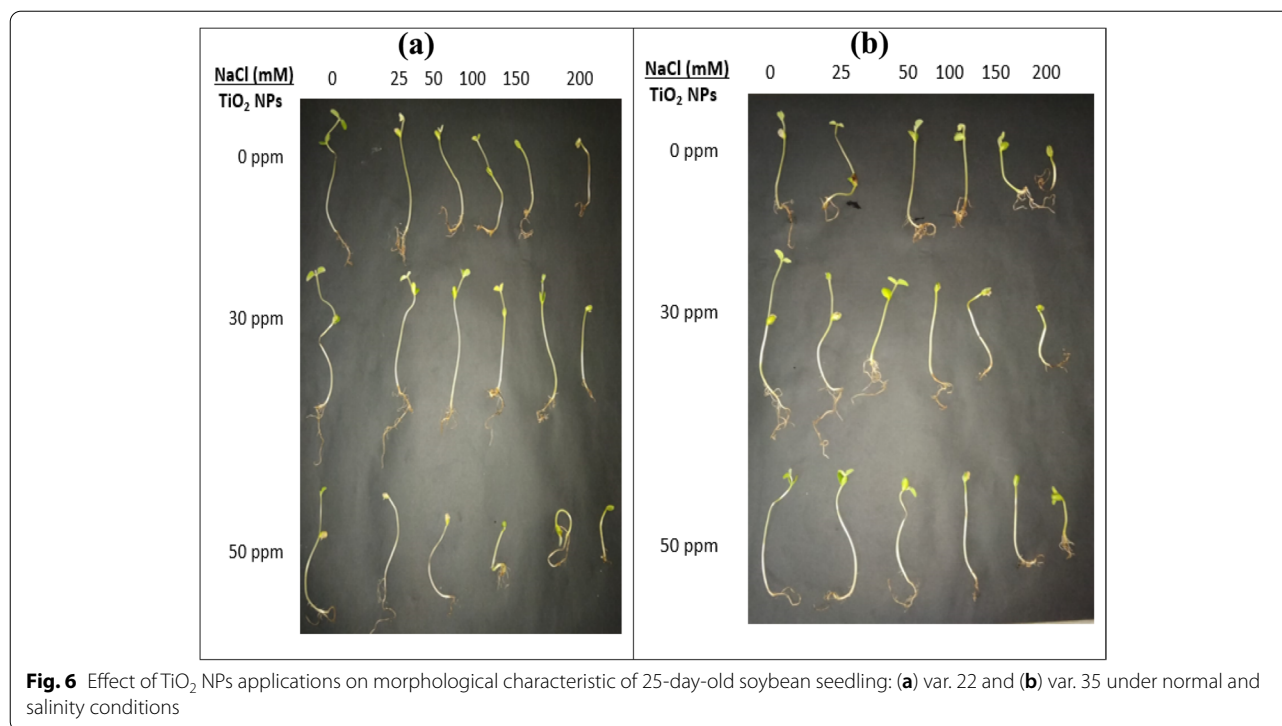 (a)
NaCl (mM) 0 25 50 100 150 200
TiO₂ NPs
0 ppm
30 ppm
50 ppm
(b)
NaCl (mM) 0 25 50 100 150 200
TiO₂ NPs
0 ppm
30 ppm
50 ppm
Fig. 6 Effect of TiO₂ NPs applications on morphological characteristic of 25-day-old soybean seedling: (a) var. 22 and (b) var. 35 under normal and
salinity conditions